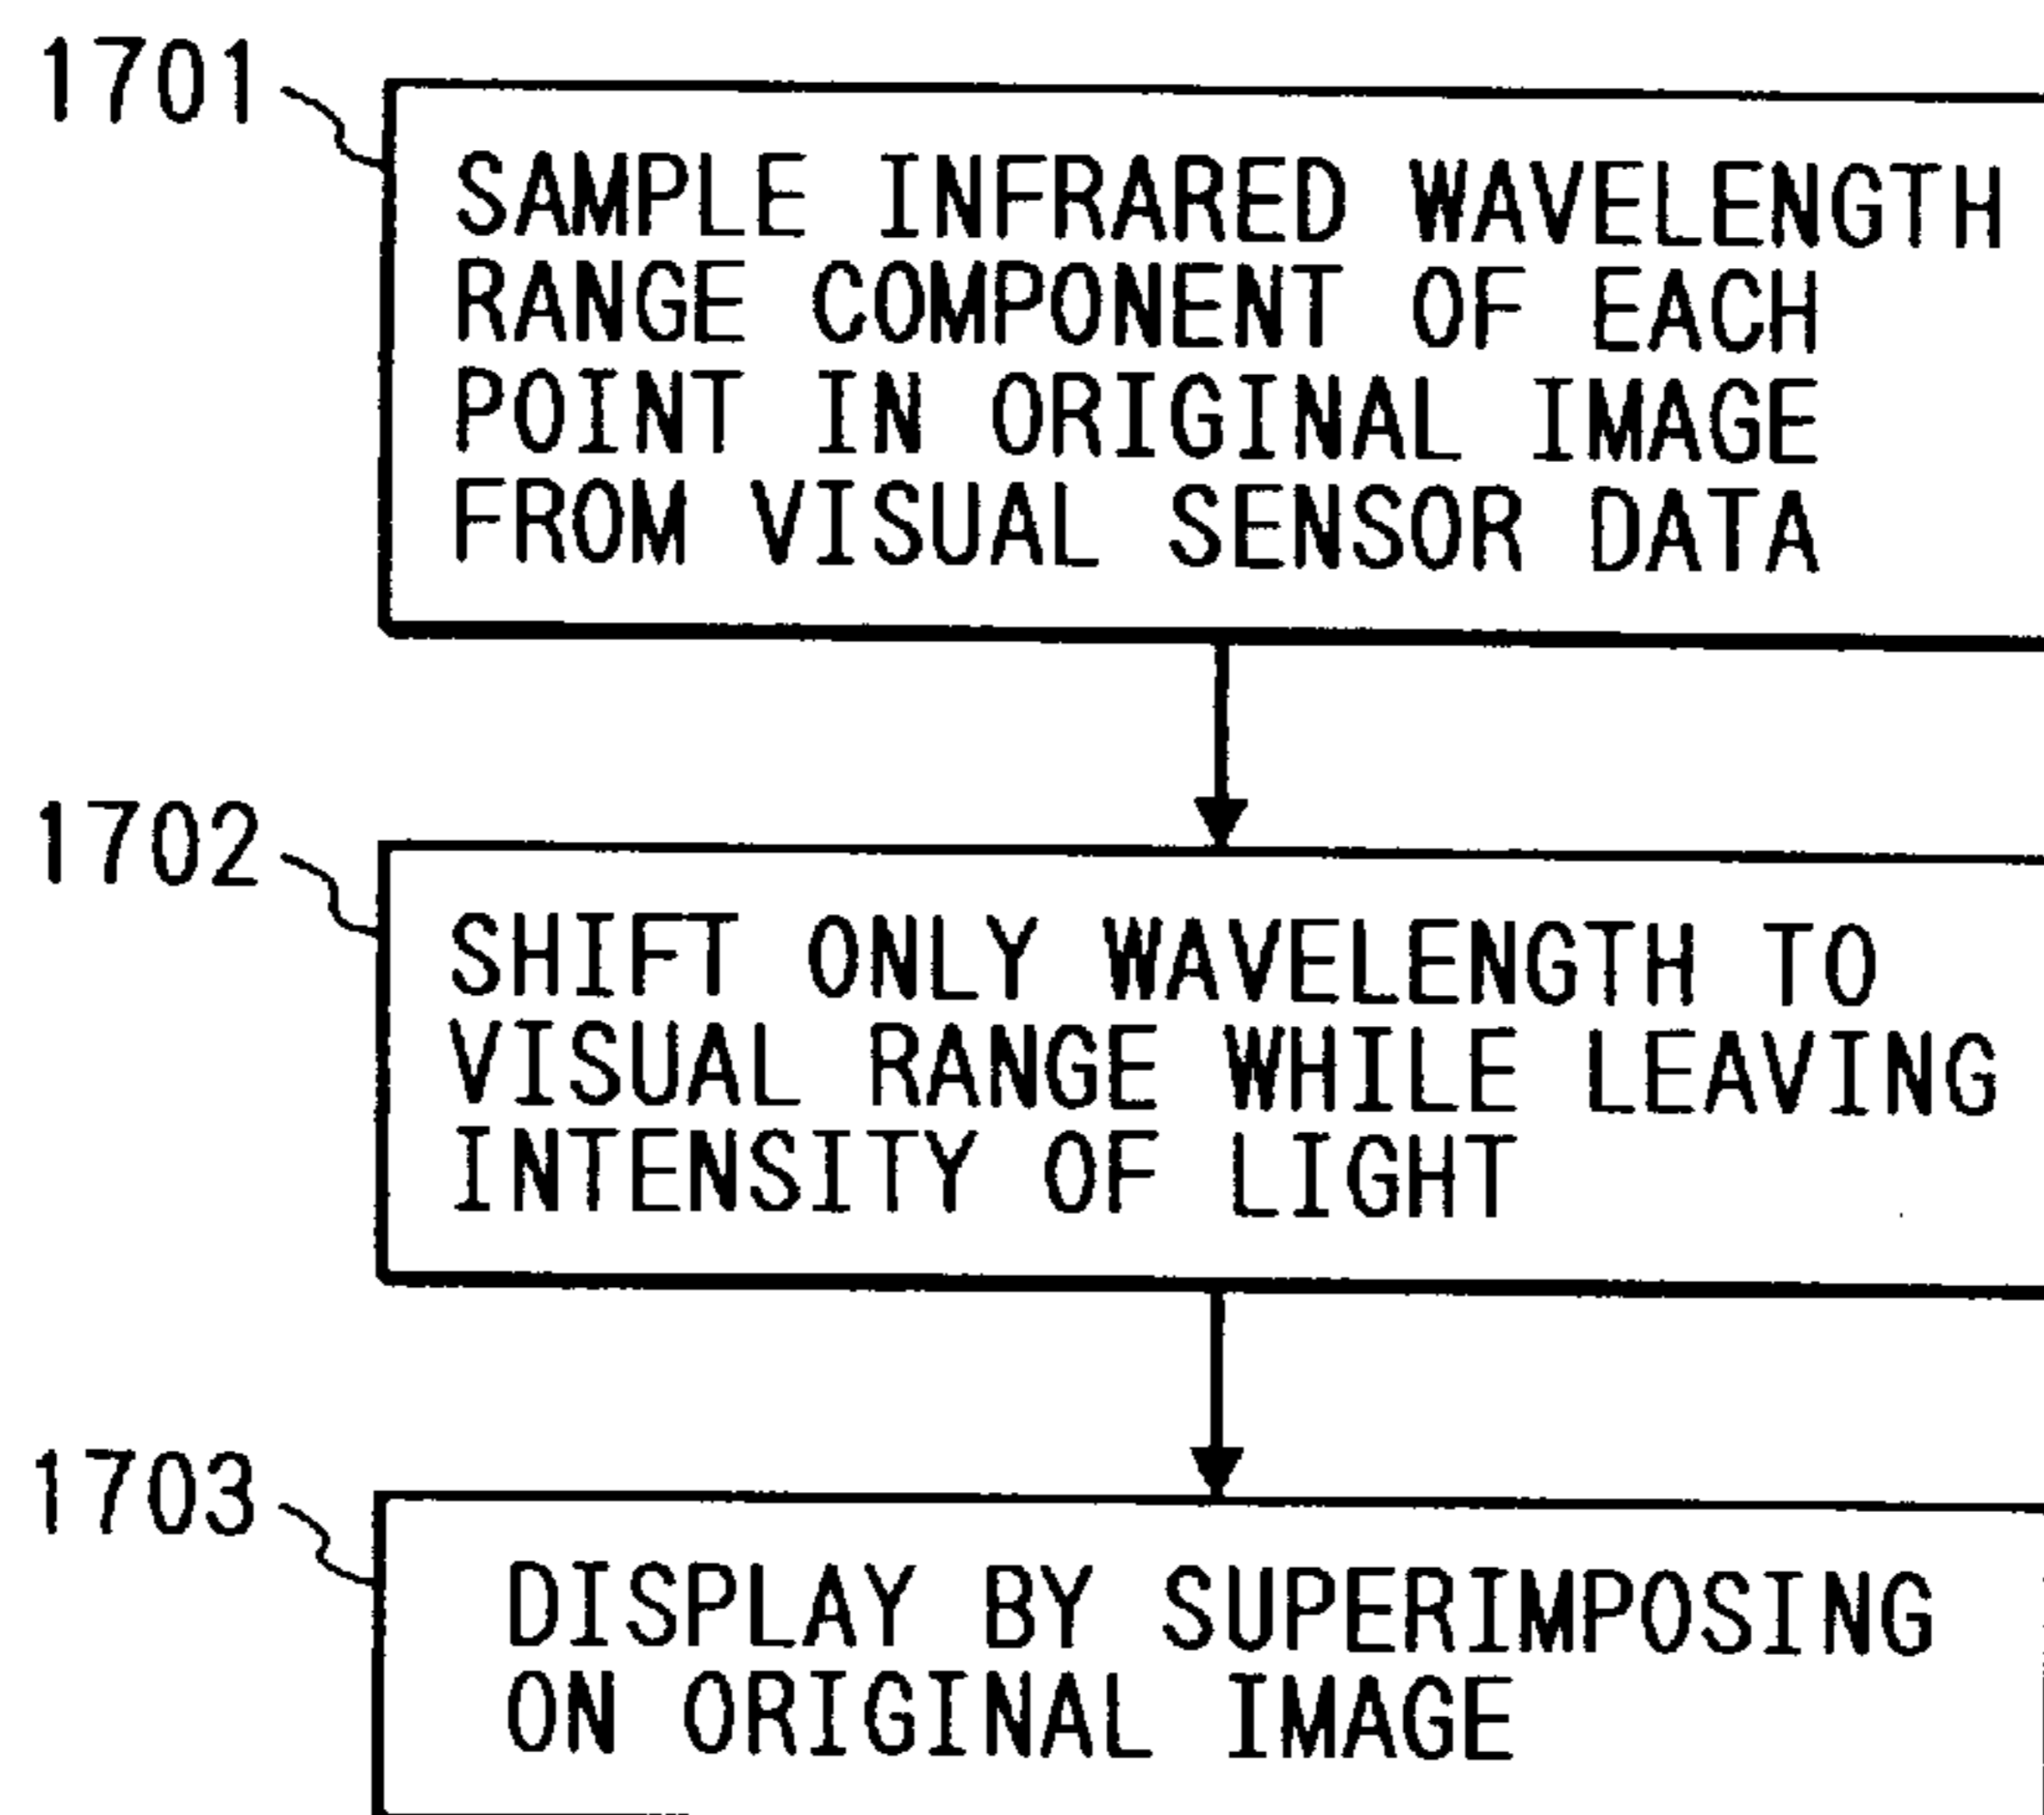 1701
SAMPLE INFRARED WAVELENGTH
RANGE COMPONENT OF EACH
POINT IN ORIGINAL IMAGE
FROM VISUAL SENSOR DATA
1702
SHIFT ONLY WAVELENGTH TO
VISUAL RANGE WHILE LEAVING
INTENSITY OF LIGHT
1703
DISPLAY BY SUPERIMPOSING
ON ORIGINAL IMAGE